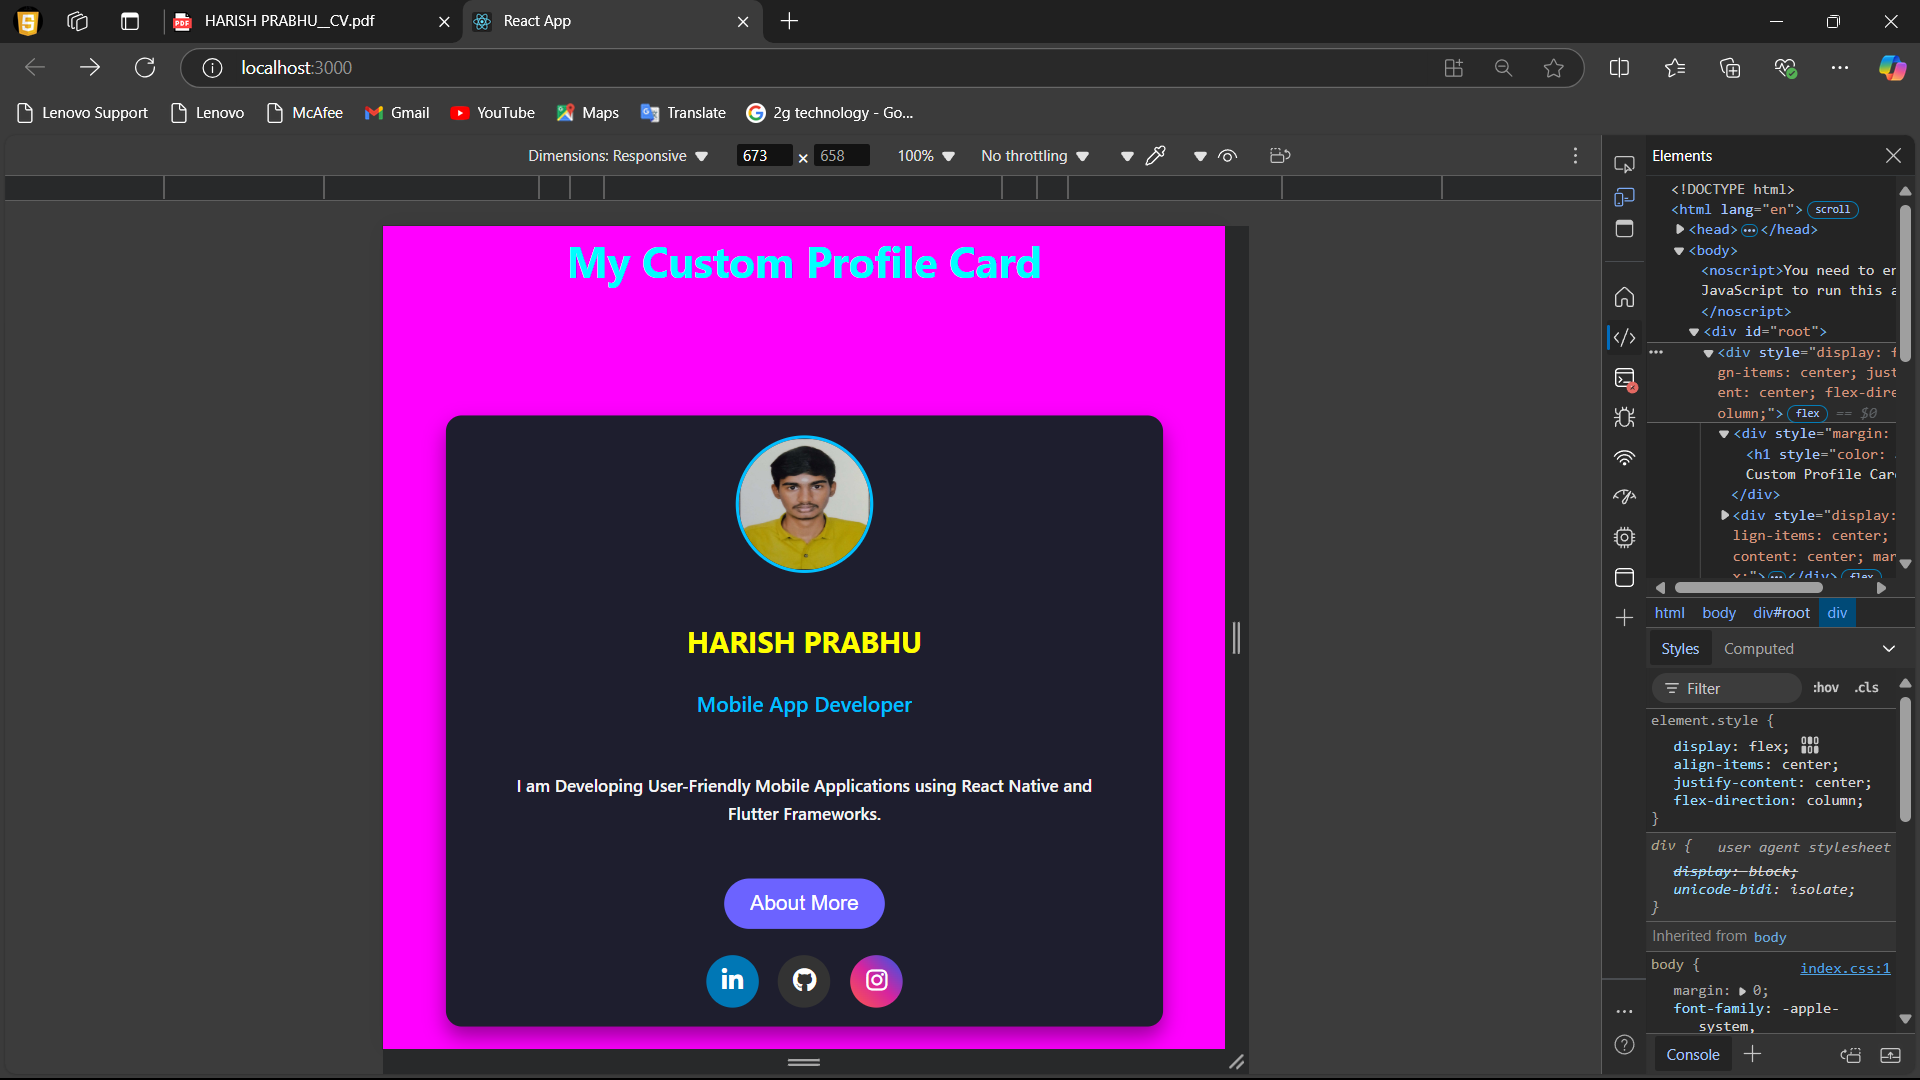 HARISH PRABHU__CV.pdf
React App
localhost:3000
Lenovo Support
Lenovo
McAfee
Gmail
YouTube
Maps
Translate
2g technology - Go...
Dimensions: Responsive
673 × 658
100%
No throttling
My Custom Profile Card
HARISH PRABHU
Mobile App Developer
I am Developing User-Friendly Mobile Applications using React Native and
Flutter Frameworks.
About More
in
Elements
<!DOCTYPE html>
<html lang="en"> scroll
<head> </head>
<body>
<noscript>You need to er
JavaScript to run this a
</noscript>
<div id="root">
<div style="display: f
gn-items: center; just
ent: center; flex-dire
olumn;"> flex == $0
<div style="margin:
<h1 style="color:
Custom Profile Car
</div>
<div style="display:
lign-items: center;
content: center; mar
x;"> </div> flex
html body div#root div
Styles Computed
Filter :hov .cls
element.style {
display: flex;
align-items: center;
justify-content: center;
flex-direction: column;
}
div { user agent stylesheet
display: block;
unicode-bidi: isolate;
}
Inherited from body
body { index.css:1
margin: 0;
font-family: -apple-
system,
Console